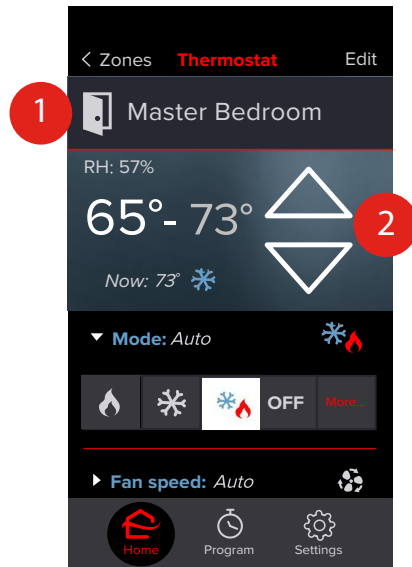 < Zones Thermostat Edit
1 Master Bedroom
RH: 57%
65°- 73°
2
Now: 73°
Mode: Auto
OFF More...
Fan speed: Auto
Home Program Settings